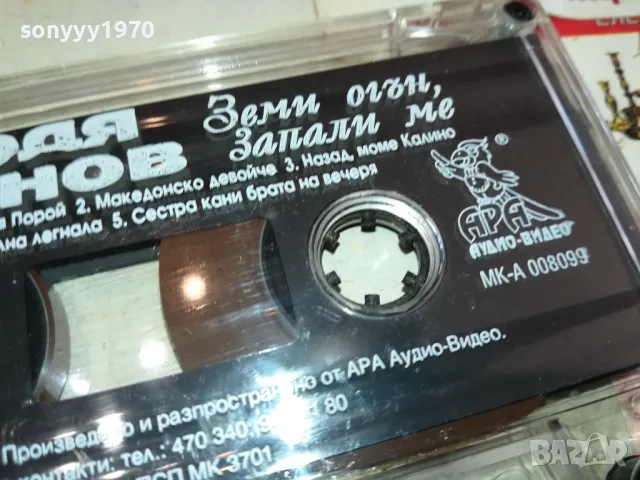 sonyyy1970
Земи огън,
ОДЯ запали ме
НОВ
Порой 2. Македонско девойче 3. Назад, моме Калино
лна легнала 5. Сестра кани брата на вечеря
®
АРА
АУДИО-ВИДЕО
МК-А 008099
Произведено и разпространено от АРА Аудио-Видео.
контакти: тел.: 470 340 80
ПСП МК 3701
BAZAR